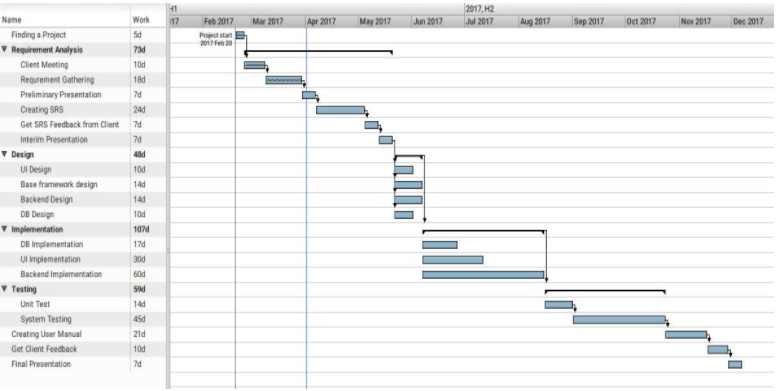 H1 2017, H2
Name Work 2017 Feb 2017 Mar 2017 Apr 2017 May 2017 Jun 2017 Jul 2017 Aug 2017 Sep 2017 Oct 2017 Nov 2017 Dec 2017
Finding a Project 5d Project start
2017 Feb 20
Requirement Analysis 73d
Client Meeting 10d
Requrement Gathering 18d
Preliminary Presentation 7d
Creating SRS 24d
Get SRS Feedback from Client 7d
Interim Presentation 7d
Design 48d
UI Design 10d
Base framework design 14d
Backend Design 14d
DB Design 10d
Implementation 107d
DB Implementation 17d
UI Implementation 30d
Backend Implementation 60d
Testing 59d
Unit Test 14d
System Testing 45d
Creating User Manual 21d
Get Client Feedback 10d
Final Presentation 7d